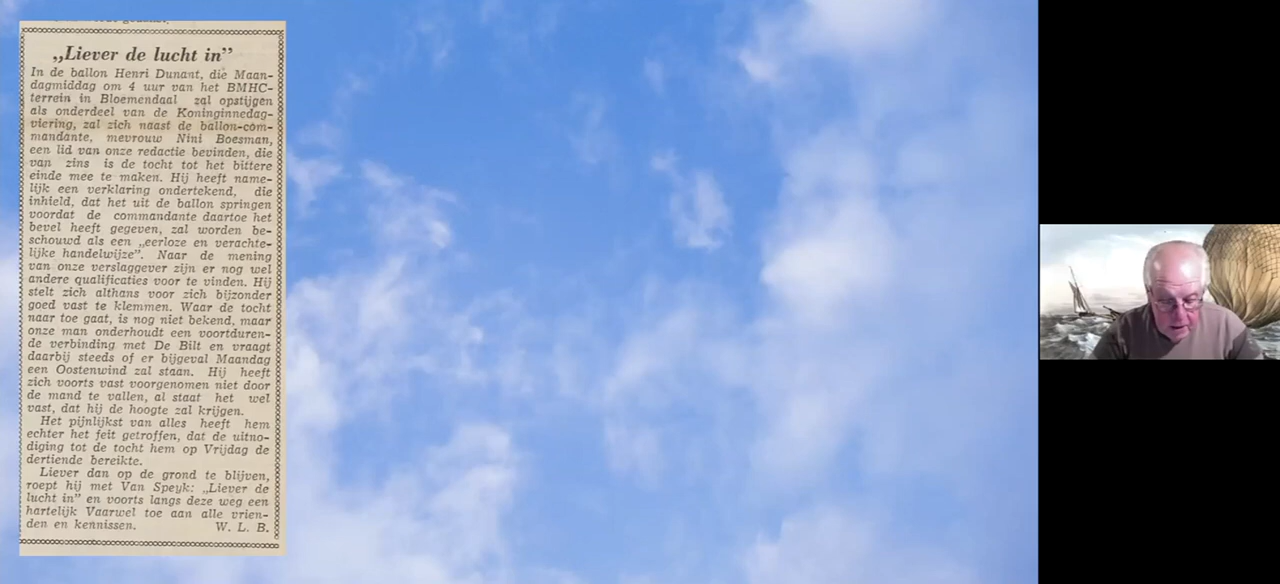 „Liever de lucht in”
In de ballon Henri Dunant, die Maan-
dagmiddag om 4 uur van het BMHC-
terrein in Bloemendaal zal opstijgen
als onderdeel van de Koninginnedag-
viering, zal zich naast de ballon-com-
mandante, mevrouw Nini Boesman,
een lid van onze redactie bevinden, die
van zins is de tocht tot het bittere
einde mee te maken. Hij heeft name-
lijk een verklaring ondertekend, die
inhield, dat het uit de ballon springen
voordat de commandante daartoe het
bevel heeft gegeven, zal worden be-
schouwd als een „eerloze en verachte-
lijke handelwijze”. Naar de mening
van onze verslaggever zijn er nog wel
andere qualificaties voor te vinden. Hij
stelt zich althans voor zich bijzonder
goed vast te klemmen. Waar de tocht
naar toe gaat, is nog niet bekend, maar
onze man onderhoudt een voortduren-
de verbinding met De Bilt en vraagt
daarbij steeds of er bijgeval Maandag
een Oostenwind zal staan. Hij heeft
zich voorts vast voorgenomen niet door
de mand te vallen, al staat het wel
vast, dat hij de hoogte zal krijgen.
Het pijnlijkst van alles heeft hem
echter het feit getroffen, dat de uitno-
diging tot de tocht hem op Vrijdag de
dertiende bereikte.
Liever dan op de grond te blijven,
roept hij met Van Speyk: „Liever de
lucht in” en voorts langs deze weg een
hartelijk Vaarwel toe aan alle vrien-
den en kennissen. W. L. B.